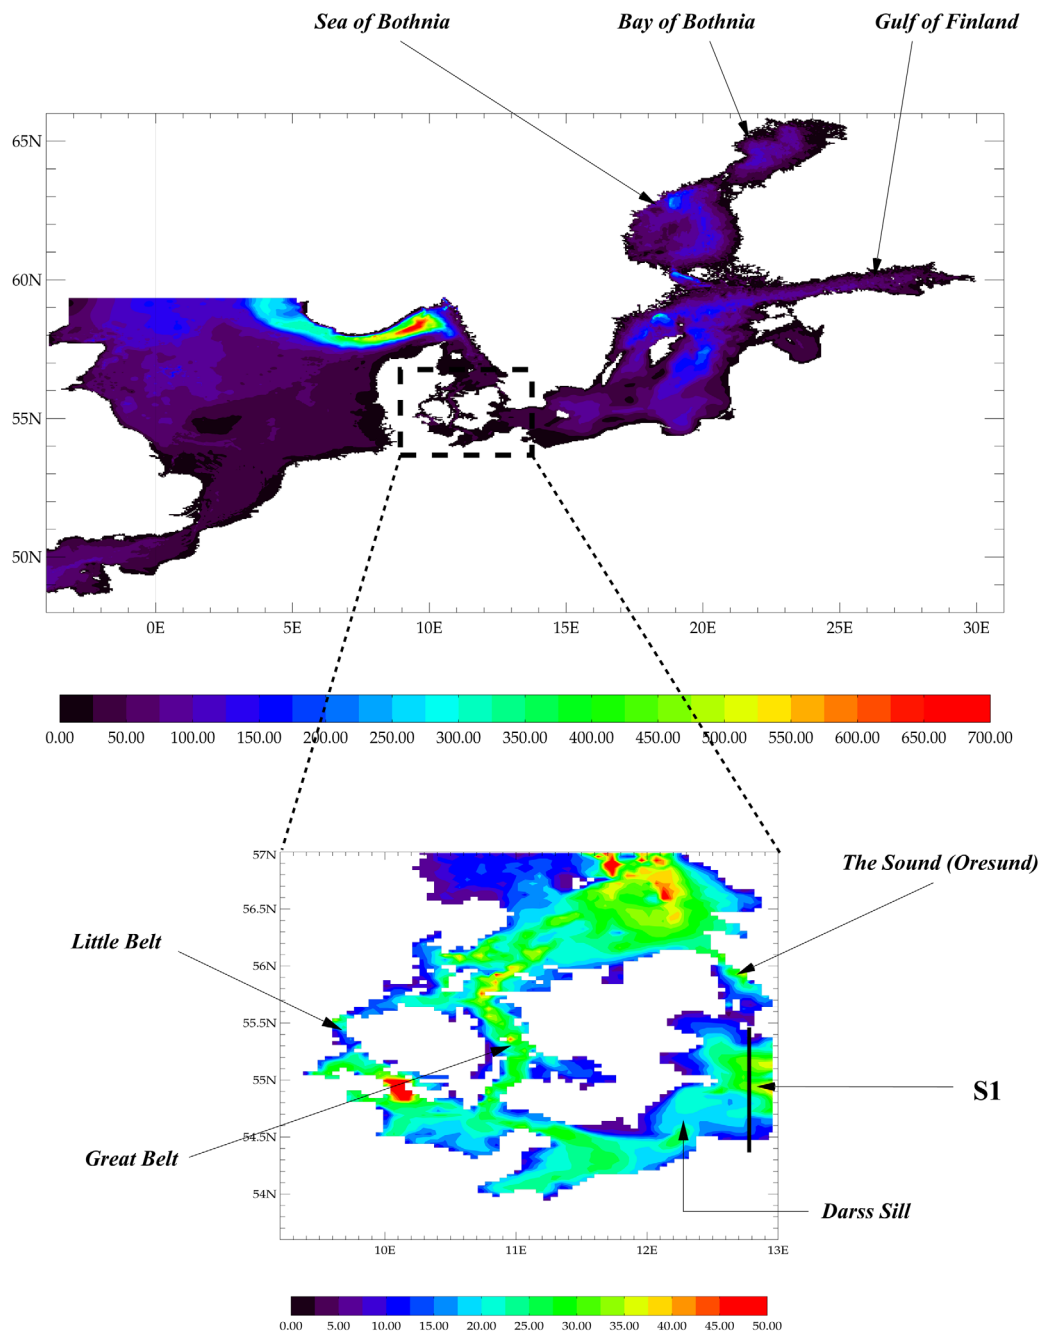 Sea of Bothnia Bay of Bothnia Gulf of Finland
65N
60N
55N
50N
0E 5E 10E 15E 20E 25E 30E
0.00 50.00 100.00 150.00 200.00 250.00 300.00 350.00 400.00 450.00 500.00 550.00 600.00 650.00 700.00
57N
The Sound (Oresund)
56.5N
Little Belt
56N
55.5N
55N
S1
54.5N
Great Belt
54N
Darss Sill
10E 11E 12E 13E
0.00 5.00 10.00 15.00 20.00 25.00 30.00 35.00 40.00 45.00 50.00